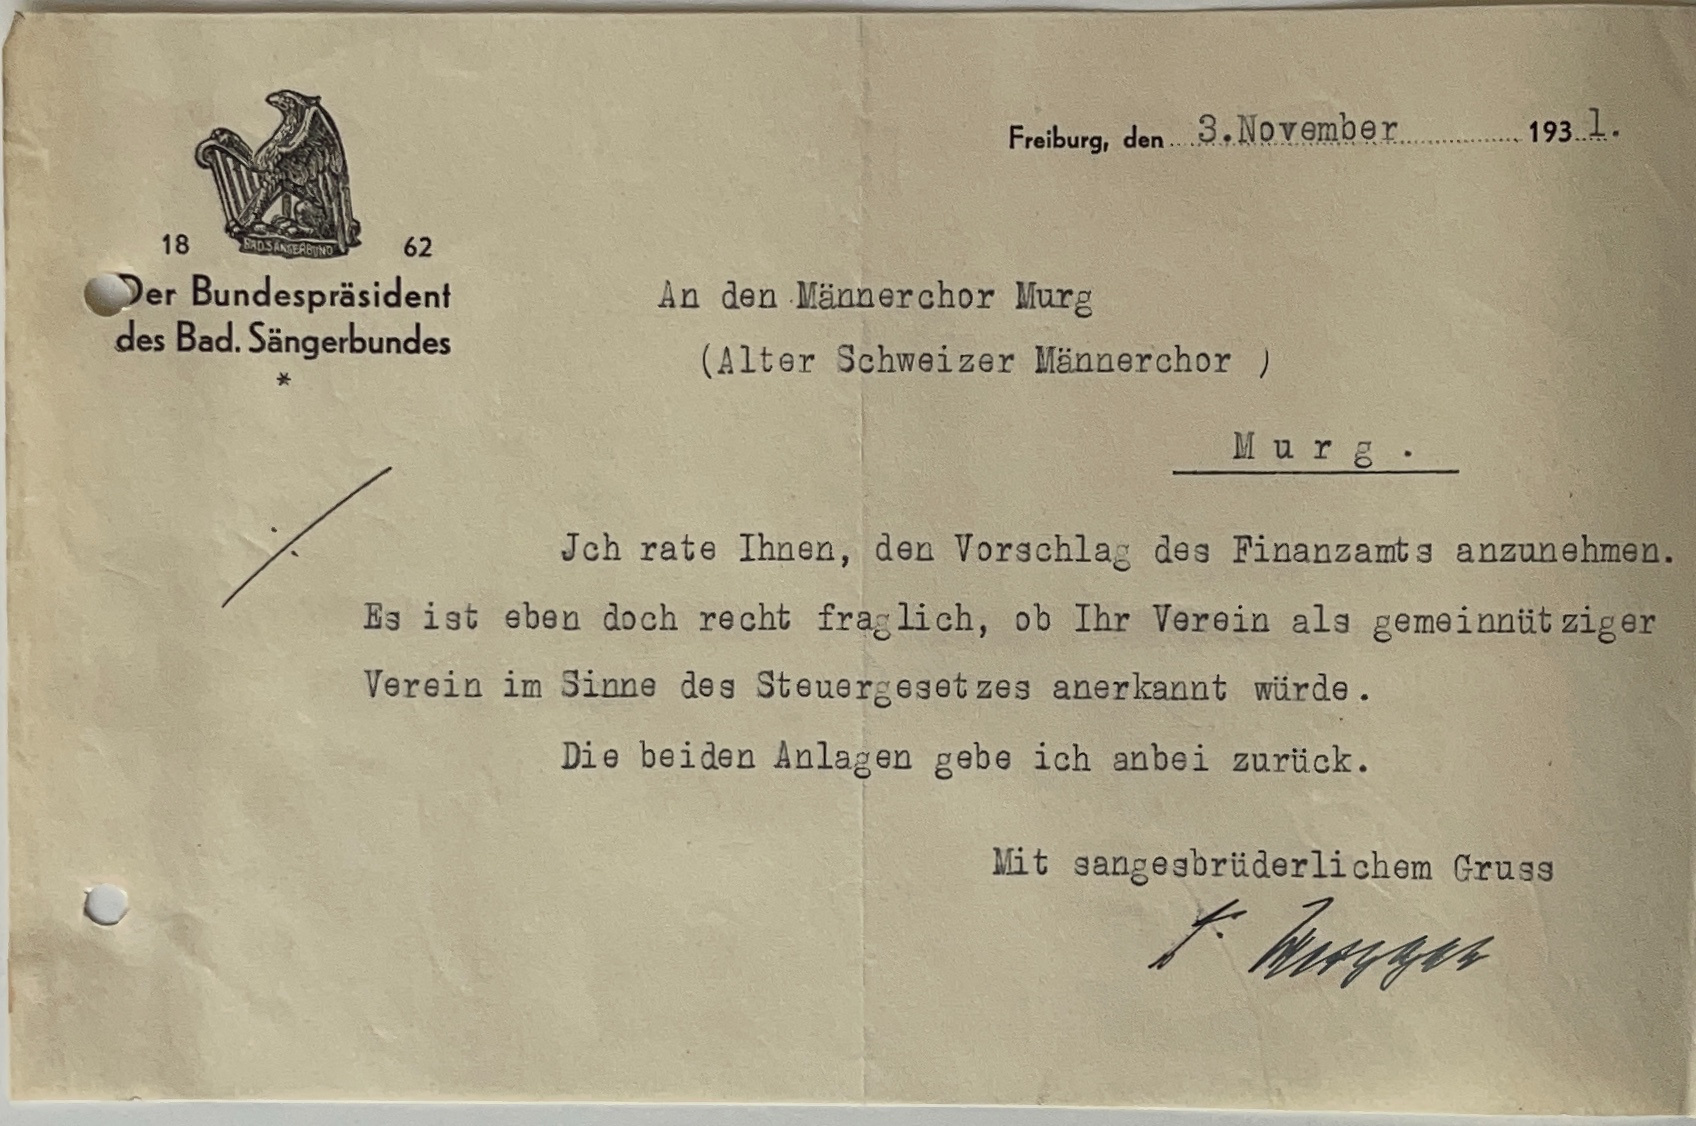 Freiburg, den 3.November 1931.
BAD.SÄNGERBUND
18 62
Der Bundespräsident
des Bad. Sängerbundes
*
An den Männerchor Murg
(Alter Schweizer Männerchor )
Murg.
Jch rate Ihnen, den Vorschlag des Finanzamts anzunehmen.
Es ist eben doch recht fraglich, ob Ihr Verein als gemeinnütziger
Verein im Sinne des Steuergesetzes anerkannt würde.
Die beiden Anlagen gebe ich anbei zurück.
Mit sangesbrüderlichem Gruss